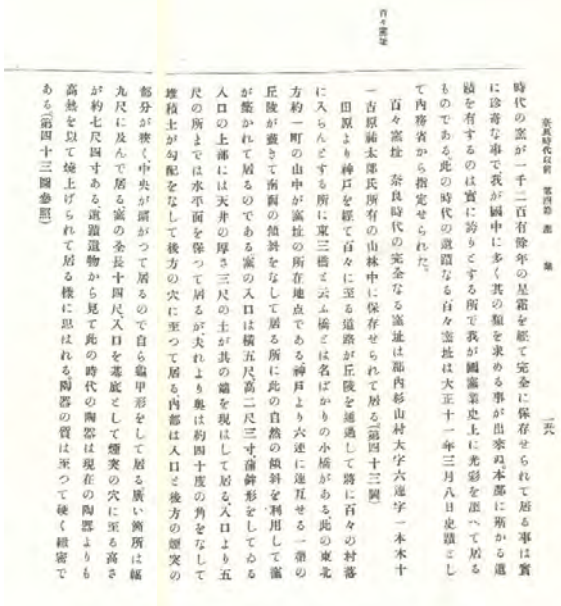 奈良時代以前　第四節　産業
一六八
百々窯址
時代の窯が一千二百有餘年の星霜を經て完全に保存せられて居る事は實
に珍奇な事で我が國中に多く其の類を求める事が出來ぬ。本郡に斯かる遺
蹟を有するのは實に誇りとする所で我が國窯業史上に光彩を添へて居る
ものである。此の時代の遺蹟なる百々窯址は大正十一年三月八日史蹟とし
て内務省から指定せられた。
百々窯址　奈良時代の完全なる窯址は郡内杉山村大字六連字一本木十
一古原祐太郎氏所有の山林中に保存せられて居る(第四十三圖)
田原より神戸を經て百々に至る道路が丘陵を通過して將に百々の村落
に入らんとする所に東三橋と云ふ橋とは名ばかりの小橋がある此の東北
方約一町の山中が窯址の所在地点である。神戸より六連に連亙せる一帶の
丘陵が盡きて南面の傾斜をなして居る所に此の自然の傾斜を利用して窯
が築かれて居るのである窯の入口は横五尺、高二尺三寸、蒲鉾形をしてゐる
入口の上部には天井の厚さ三尺の土が其の端を現はして居る、入口より五
尺の所までは水平面を保つて居るが、夫れより奥は約四十度の角をなして
堆積土が勾配をなして後方の穴に至つて居る。内部は入口と後方の煙突の
部分が狹く、中央が濶がつて居るので自ら龜甲形をして居る廣い箇所は幅
九尺に及んで居る窯の全長十四尺、入口を基底として煙突の穴に至る高さ
が約七尺四寸ある、遺蹟遺物から見て此の時代の陶器は現在の陶器よりも
高熱を以て燒上げられて居る樣に思はれる。陶器の質は至つて硬く緻密で
ある(第四十三圖參照)